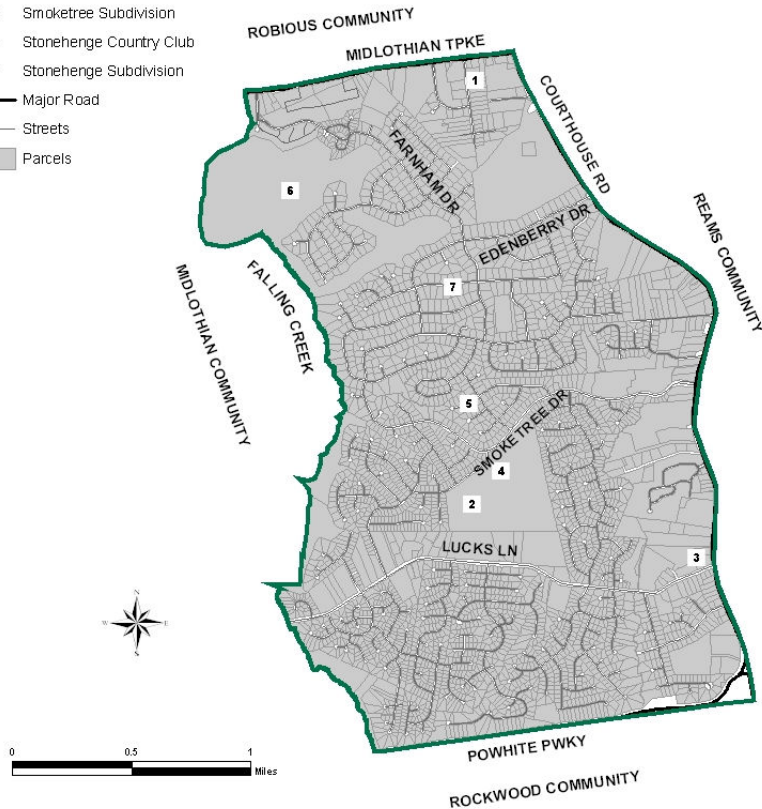 Smoketree Subdivision
Stonehenge Country Club
Stonehenge Subdivision
Major Road
Streets
Parcels
ROBIOUS COMMUNITY
MIDLOTHIAN TPKE
1
COURTHOUSE RD
FARNHAM DR
6
EDENBERRY DR
REAMS COMMUNITY
MIDLOTHIAN COMMUNITY
FALLING CREEK
7
5
SMOKETREE DR
4
2
LUCKS LN
3
N
W
E
S
0 0.5 1
Miles
POWHITE PWKY
ROCKWOOD COMMUNITY